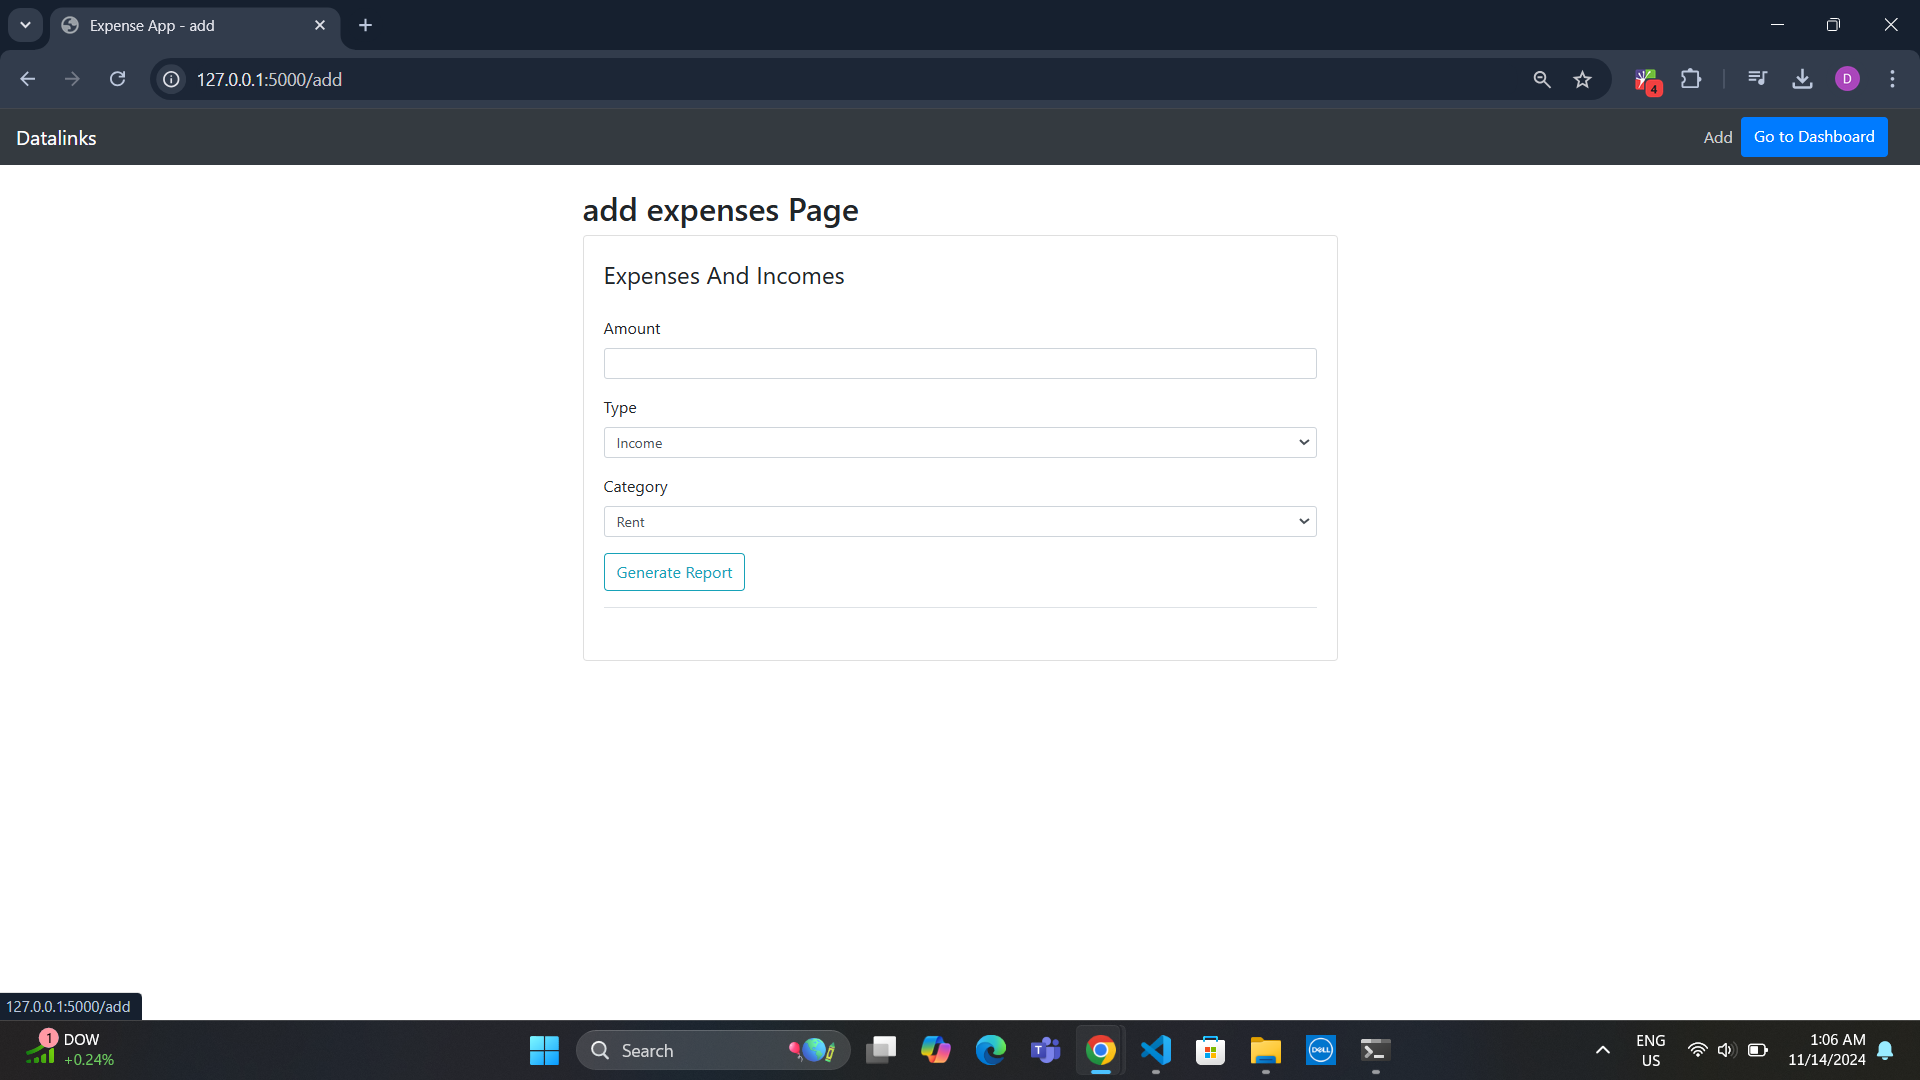 Expense App - add
127.0.0.1:5000/add
4
D
Datalinks
Add
Go to Dashboard
add expenses Page
Expenses And Incomes
Amount
Type
Income
Category
Rent
Generate Report
127.0.0.1:5000/add
1
DOW
+0.24%
Search
T
DELL
ENG
US
1:06 AM
11/14/2024